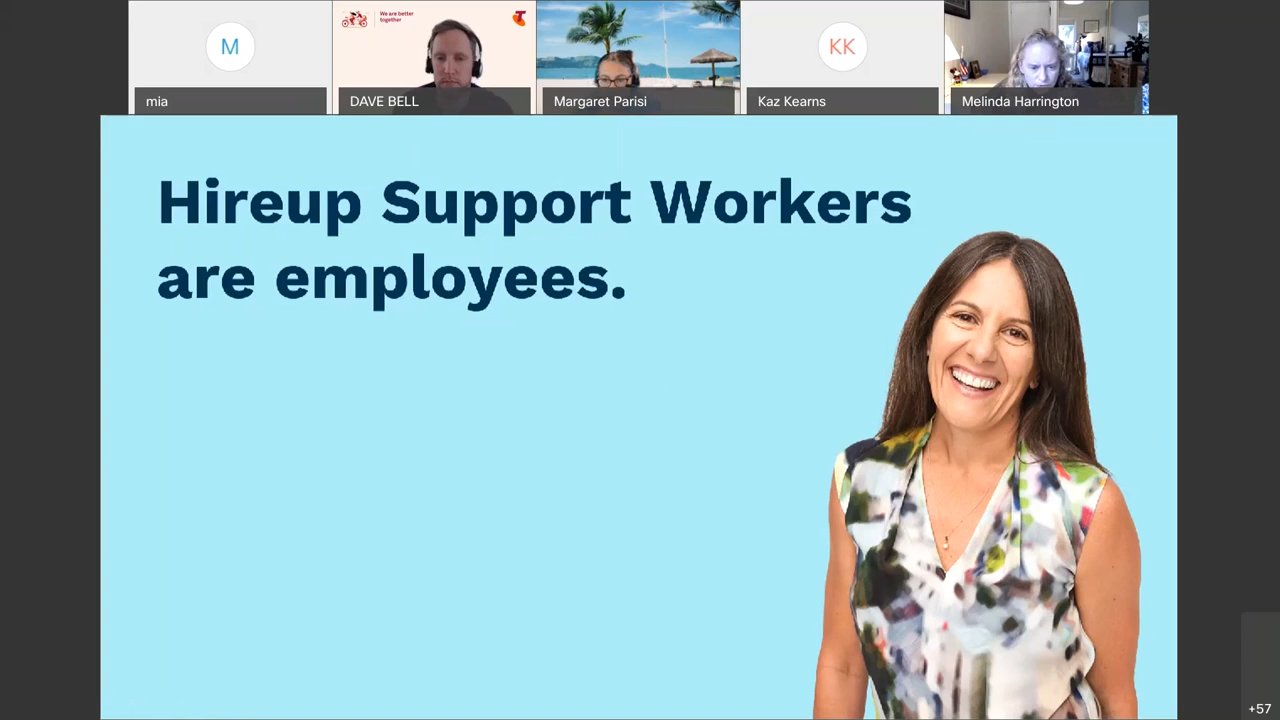 M
We are better
together
KK
mia
DAVE BELL
Margaret Parisi
Kaz Kearns
Melinda Harrington
Hireup Support Workers
are employees.
+57